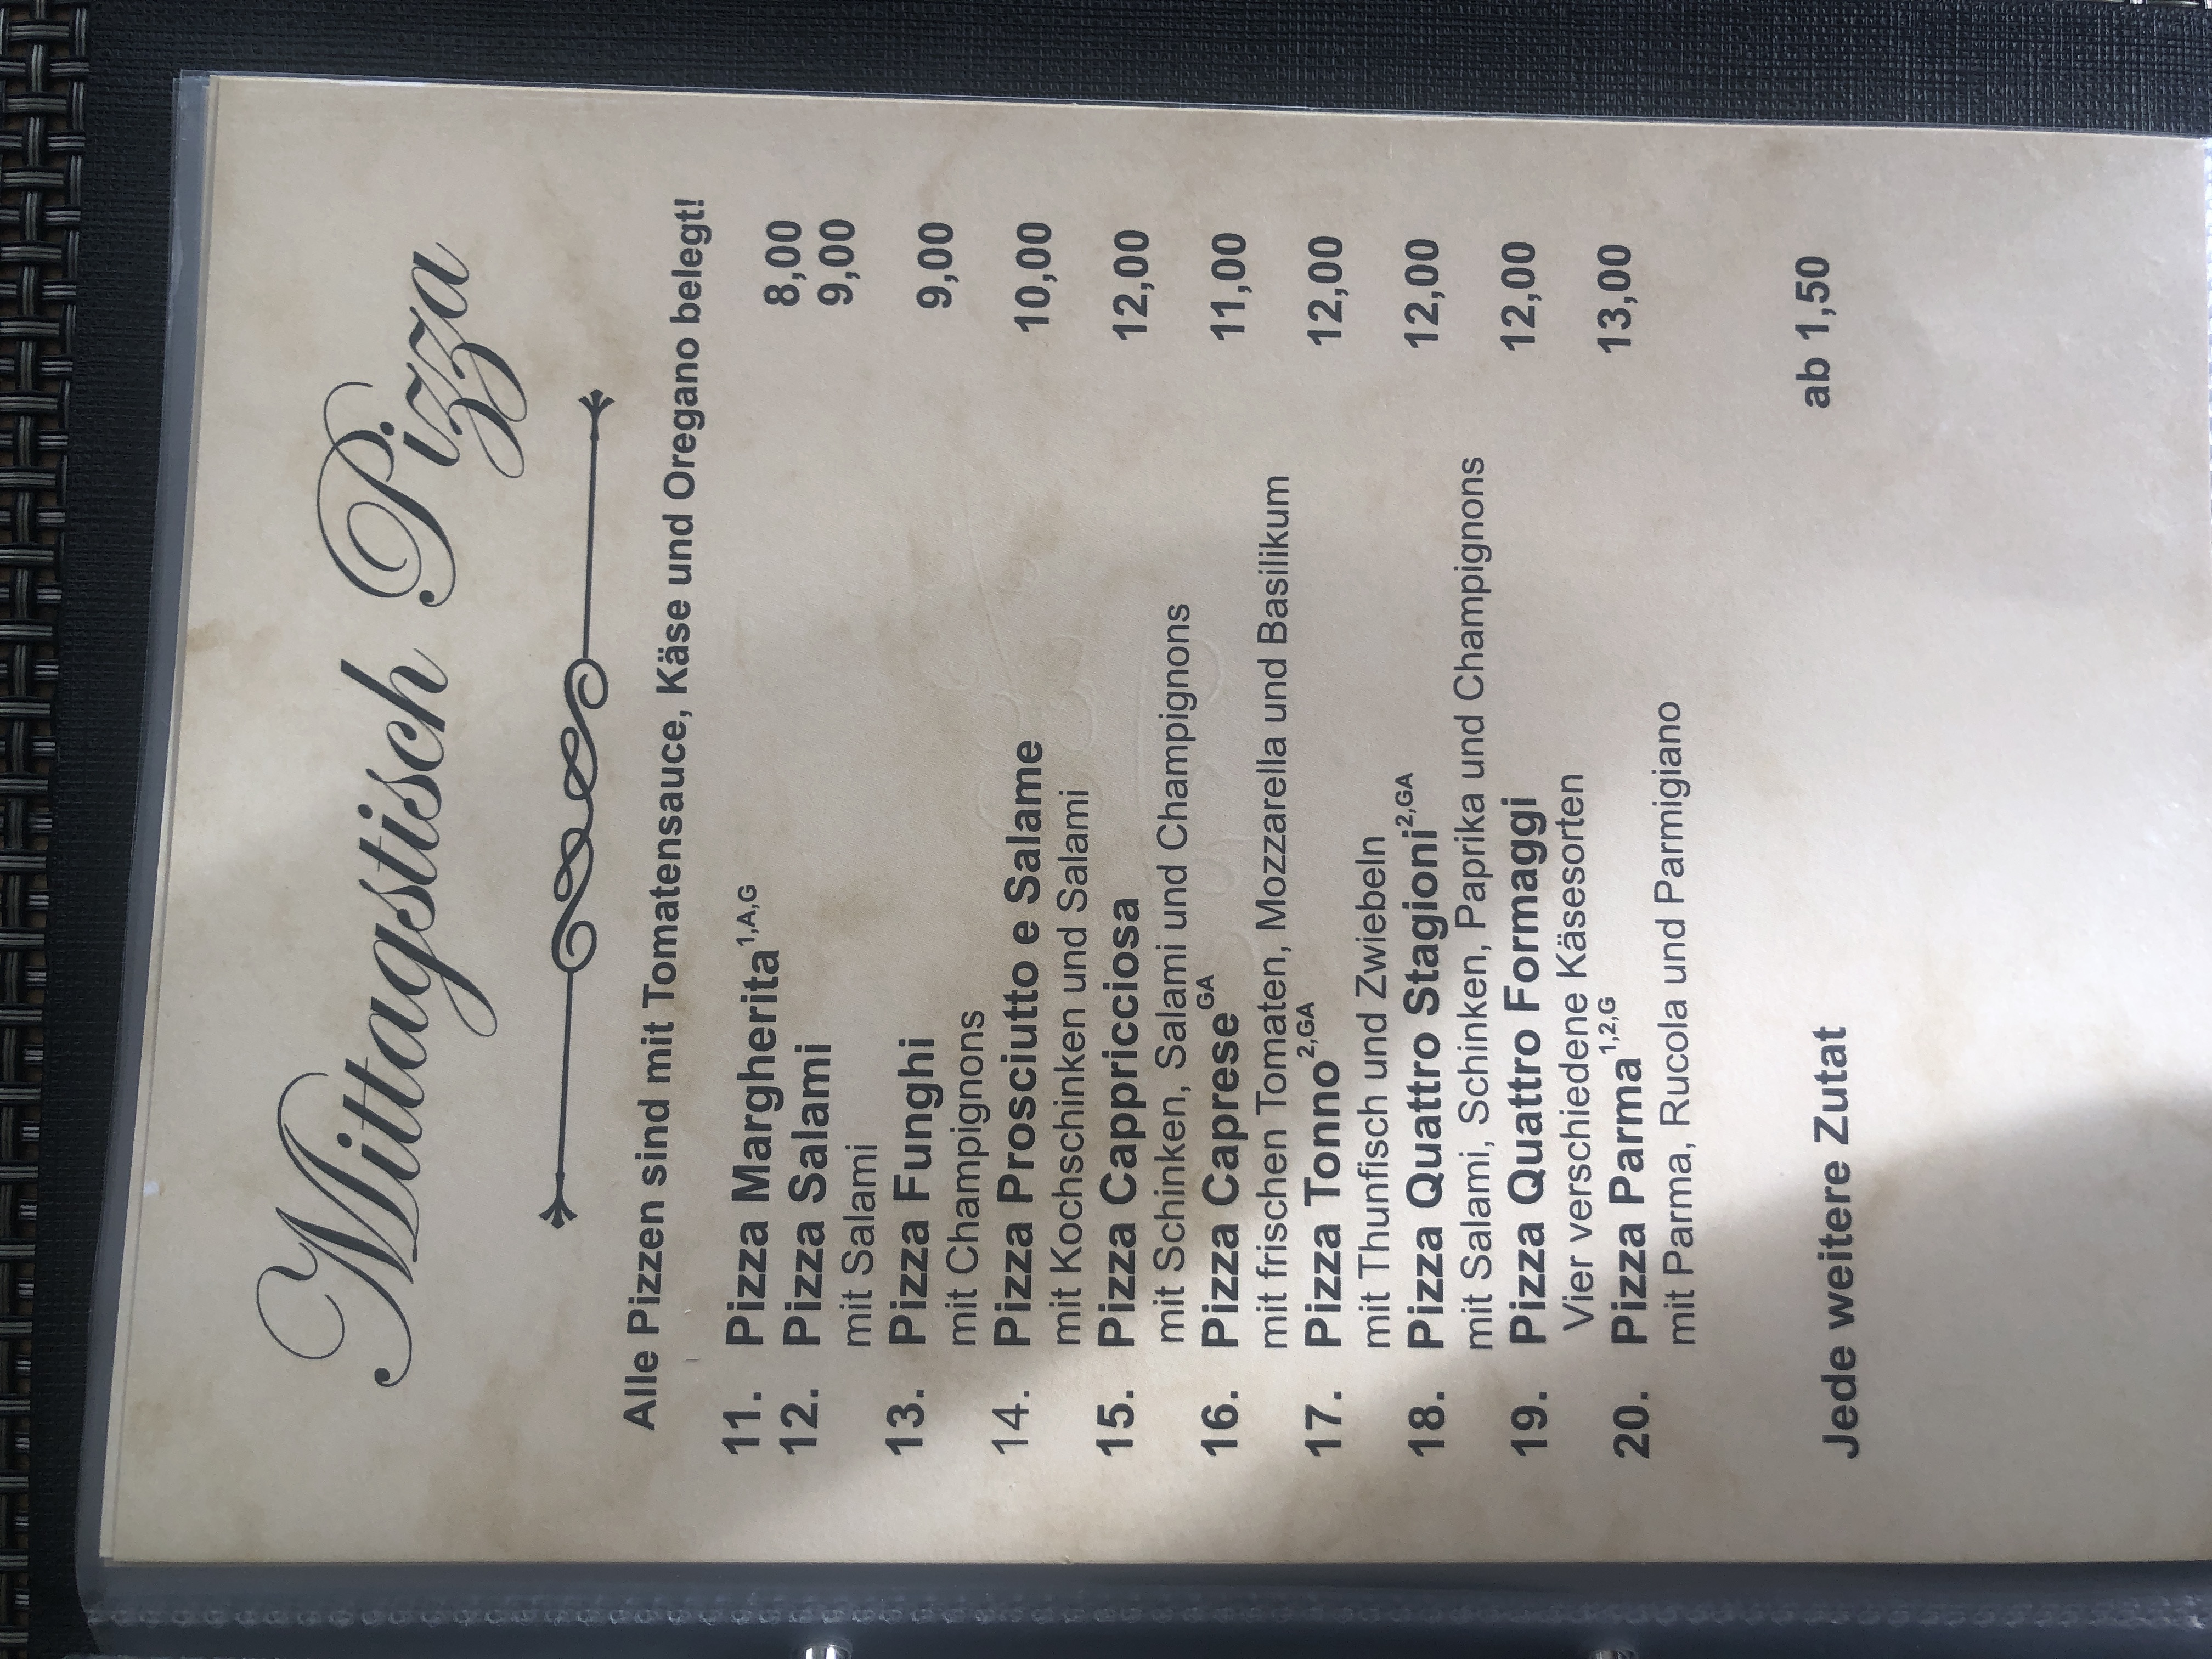 Mittagstisch Pizza
Alle Pizzen sind mit Tomatensauce, Käse und Oregano belegt!
11. Pizza Margherita1,A,G 8,00
12. Pizza Salami 9,00
mit Salami
13. Pizza Funghi 9,00
mit Champignons
14. Pizza Prosciutto e Salame 10,00
mit Kochschinken und Salami
15. Pizza Cappricciosa 12,00
mit Schinken, Salami und Champignons
16. Pizza CapreseGA 11,00
mit frischen Tomaten, Mozzarella und Basilikum
17. Pizza Tonno2,GA 12,00
mit Thunfisch und Zwiebeln
18. Pizza Quattro Stagioni2,GA 12,00
mit Salami, Schinken, Paprika und Champignons
19. Pizza Quattro Formaggi 12,00
Vier verschiedene Käsesorten
20. Pizza Parma1,2,G 13,00
mit Parma, Rucola und Parmigiano
Jede weitere Zutat ab 1,50